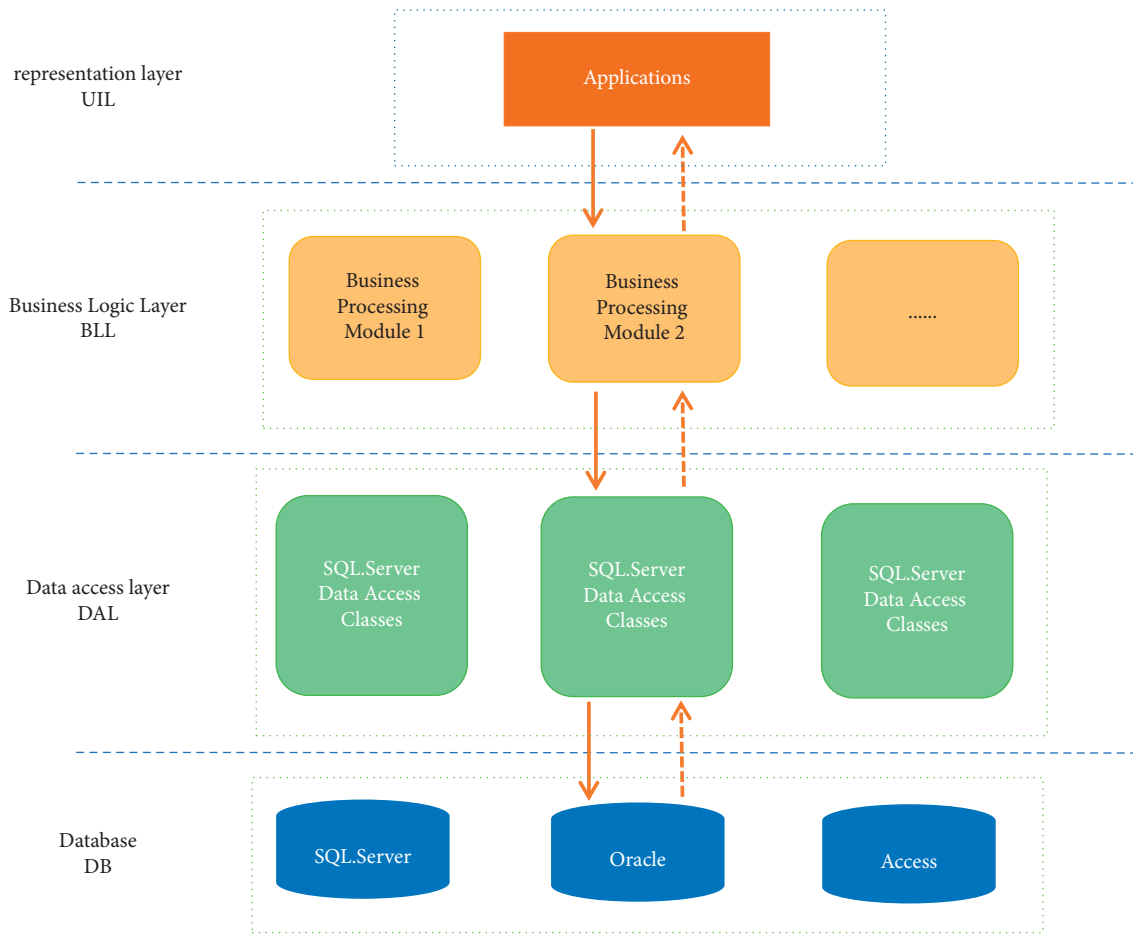 representation layer
UIL
Applications
Business Logic Layer
BLL
Business
Processing
Module 1
Business
Processing
Module 2
......
Data access layer
DAL
SQL.Server
Data Access
Classes
SQL.Server
Data Access
Classes
SQL.Server
Data Access
Classes
Database
DB
SQL.Server
Oracle
Access